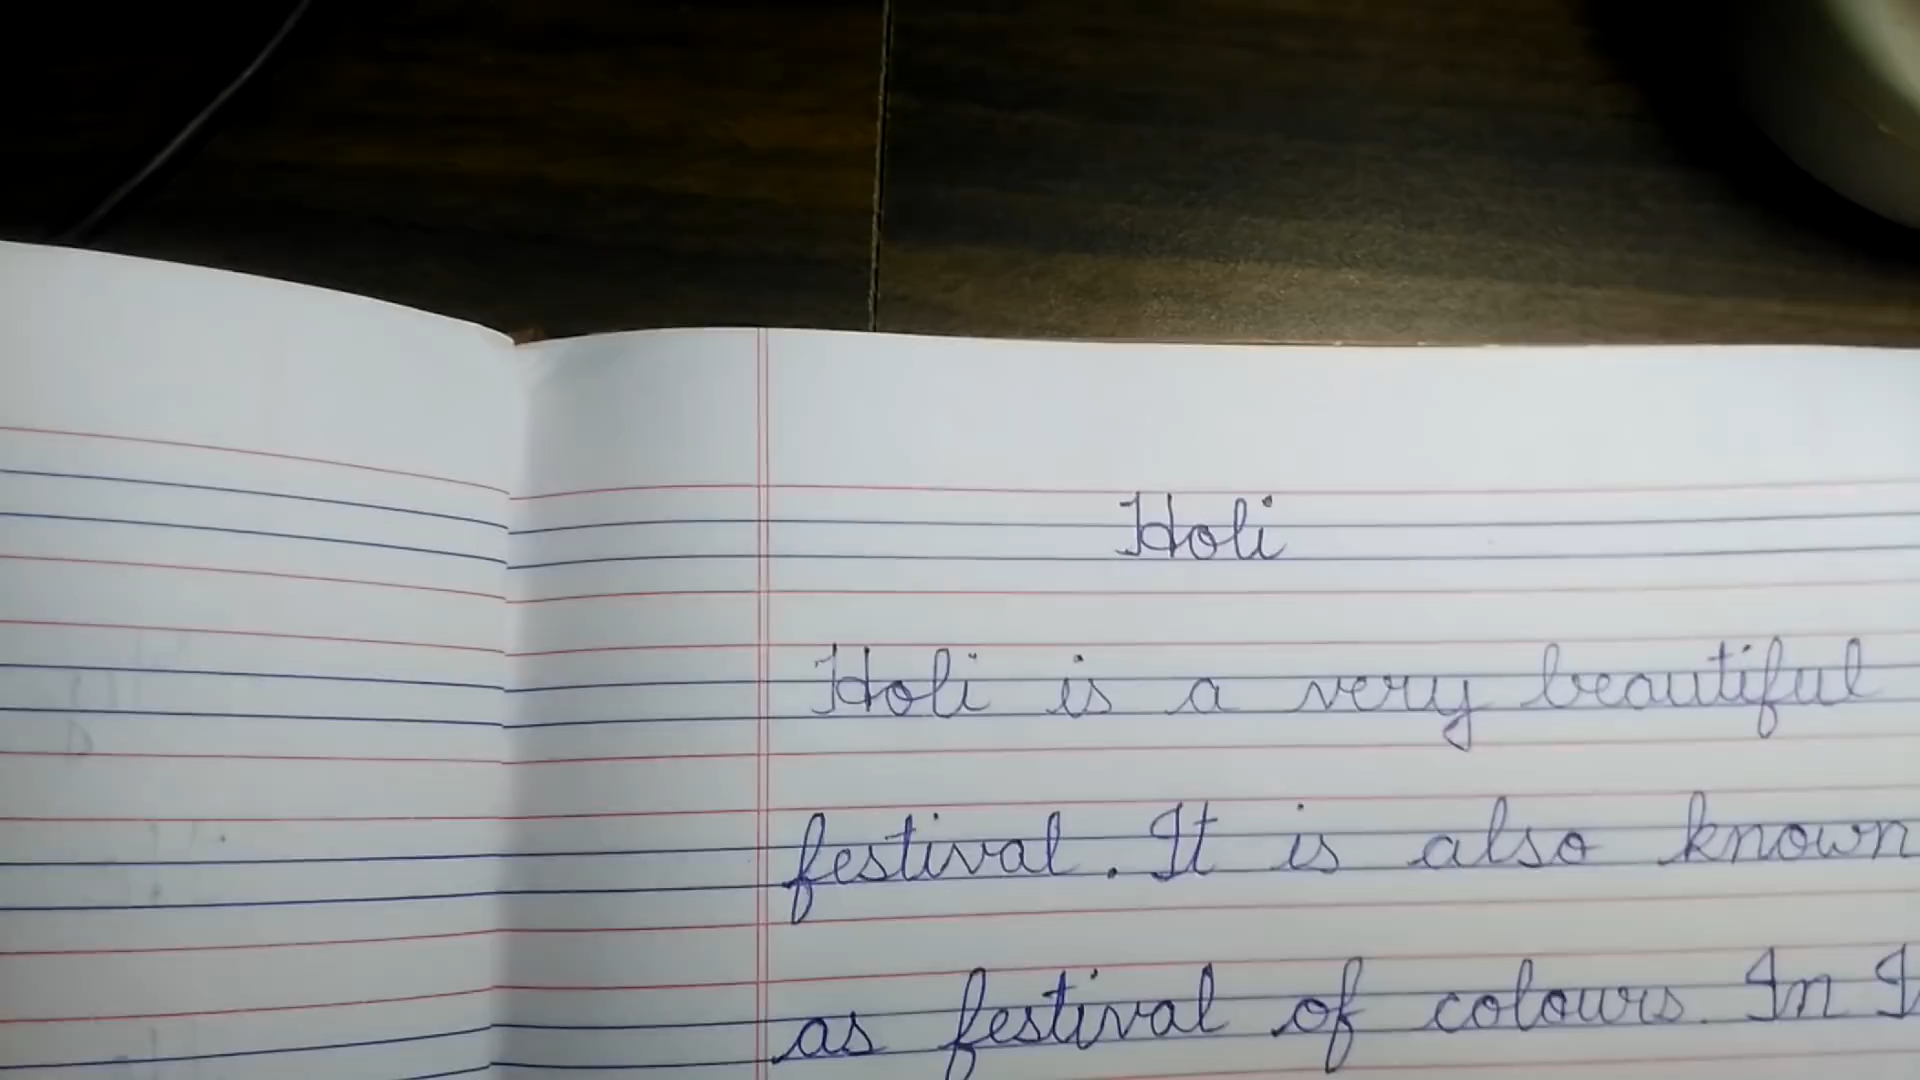 Holi
Holi is a very beautiful
festival. It is also known
as festival of colours. In